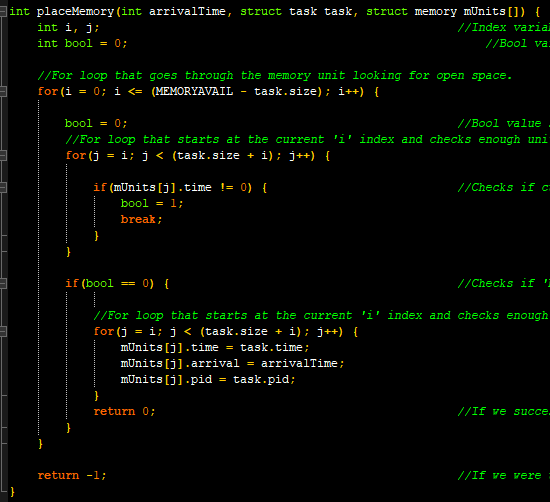 int placeMemory(int arrivalTime, struct task task, struct memory mUnits[]) {
int i, j; //Index
int bool = 0; //Bool
//For loop that goes through the memory unit looking for open space.
for(i = 0; i <= (MEMORYAVAIL - task.size); i++) {
bool = 0; //Bool value
//For loop that starts at the current 'i' index and checks enough
for(j = i; j < (task.size + i); j++) {
if(mUnits[j].time != 0) { //Checks if
bool = 1;
break;
}
}
if(bool == 0) { //Checks if
//For loop that starts at the current 'i' index and checks enough
for(j = i; j < (task.size + i); j++) {
mUnits[j].time = task.time;
mUnits[j].arrival = arrivalTime;
mUnits[j].pid = task.pid;
}
return 0; //If we
}
}
return -1; //If we were
}